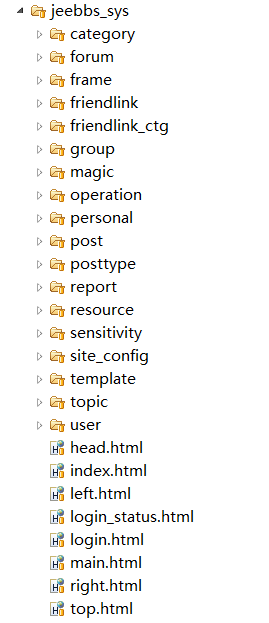 jeebbs_sys
category
forum
frame
friendlink
friendlink_ctg
group
magic
operation
personal
post
posttype
report
resource
sensitivity
site_config
template
topic
user
head.html
index.html
left.html
login_status.html
login.html
main.html
right.html
top.html